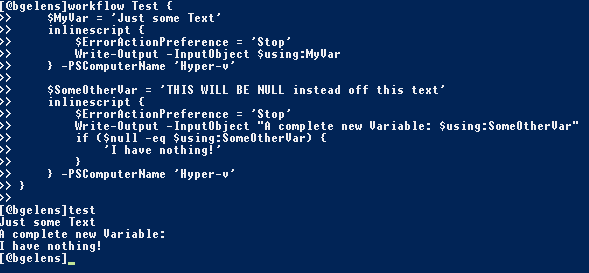 [@bgelens]workflow Test {
>>     $MyVar = 'Just some Text'
>>     inlinescript {
>>         $ErrorActionPreference = 'Stop'
>>         Write-Output -InputObject $using:MyVar
>>     } -PSComputerName 'Hyper-v'
>>
>>     $SomeOtherVar = 'THIS WILL BE NULL instead off this text'
>>     inlinescript {
>>         $ErrorActionPreference = 'Stop'
>>         Write-Output -InputObject "A complete new Variable: $using:SomeOtherVar"
>>         if ($null -eq $using:SomeOtherVar) {
>>             'I have nothing!'
>>         }
>>     } -PSComputerName 'Hyper-v'
>> }
>>
[@bgelens]test
Just some Text
A complete new Variable:
I have nothing!
[@bgelens]_